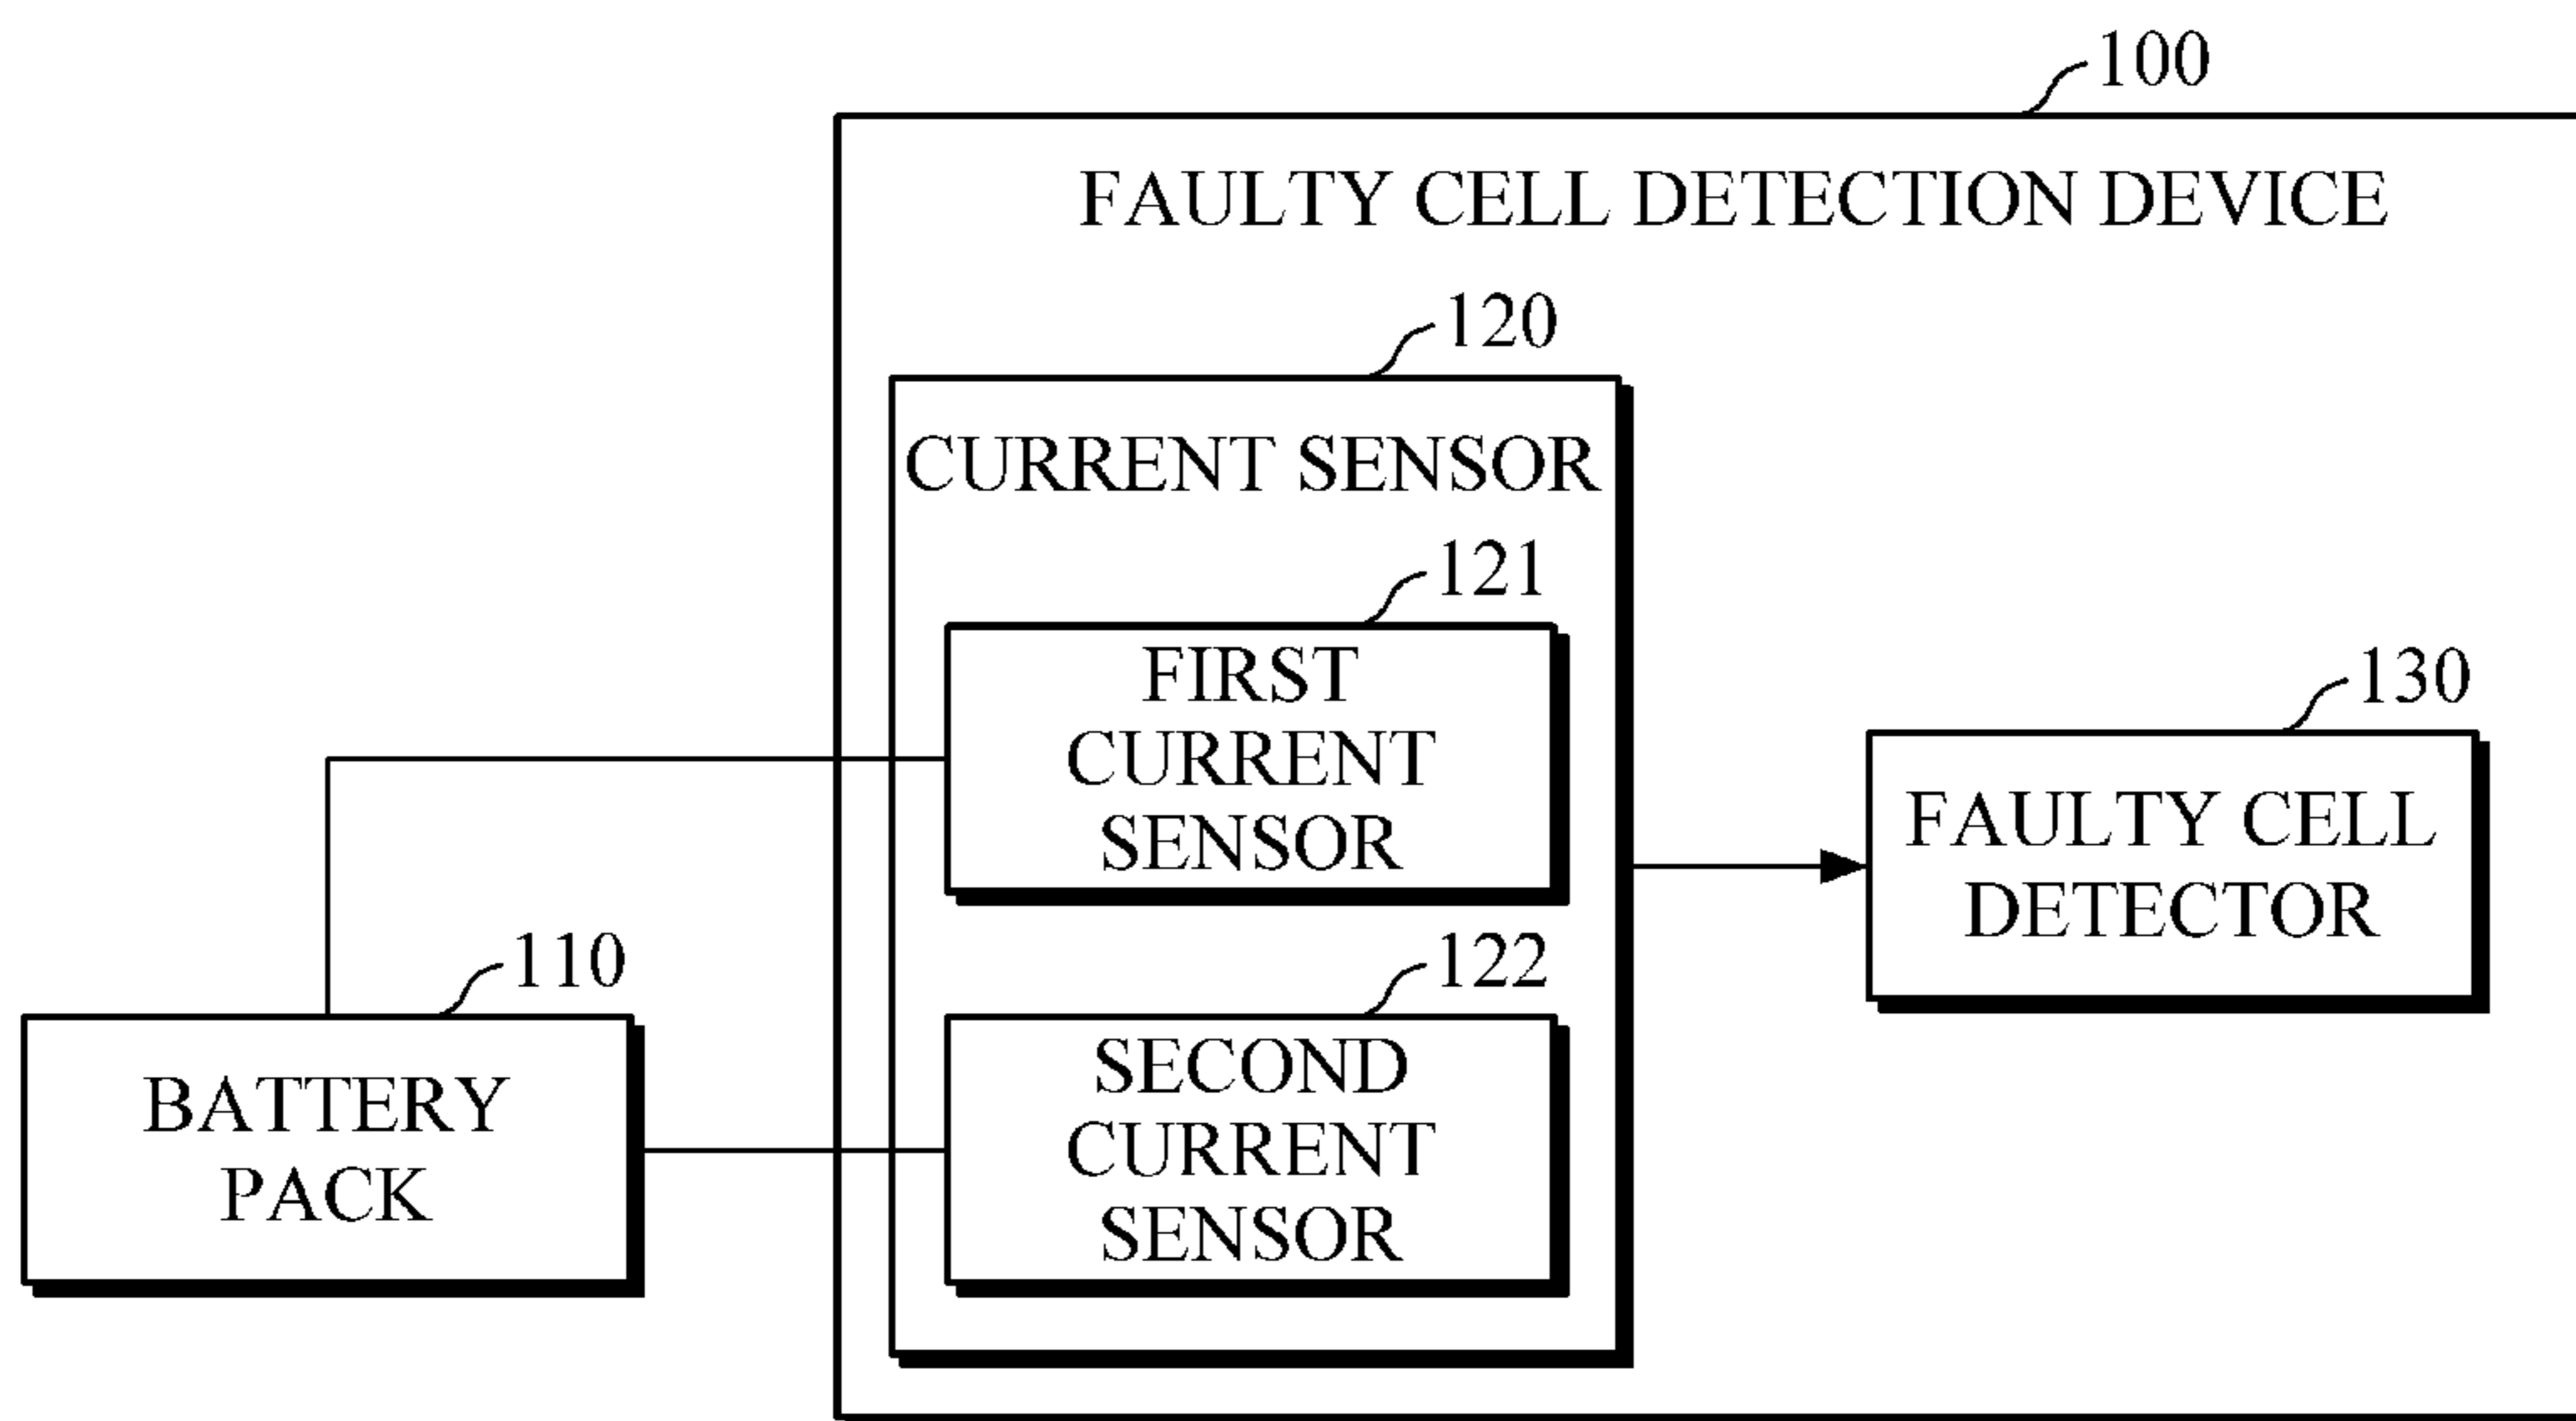 100
FAULTY CELL DETECTION DEVICE
120
CURRENT SENSOR
121
FIRST
CURRENT
SENSOR
130
FAULTY CELL
DETECTOR
110
BATTERY
PACK
122
SECOND
CURRENT
SENSOR